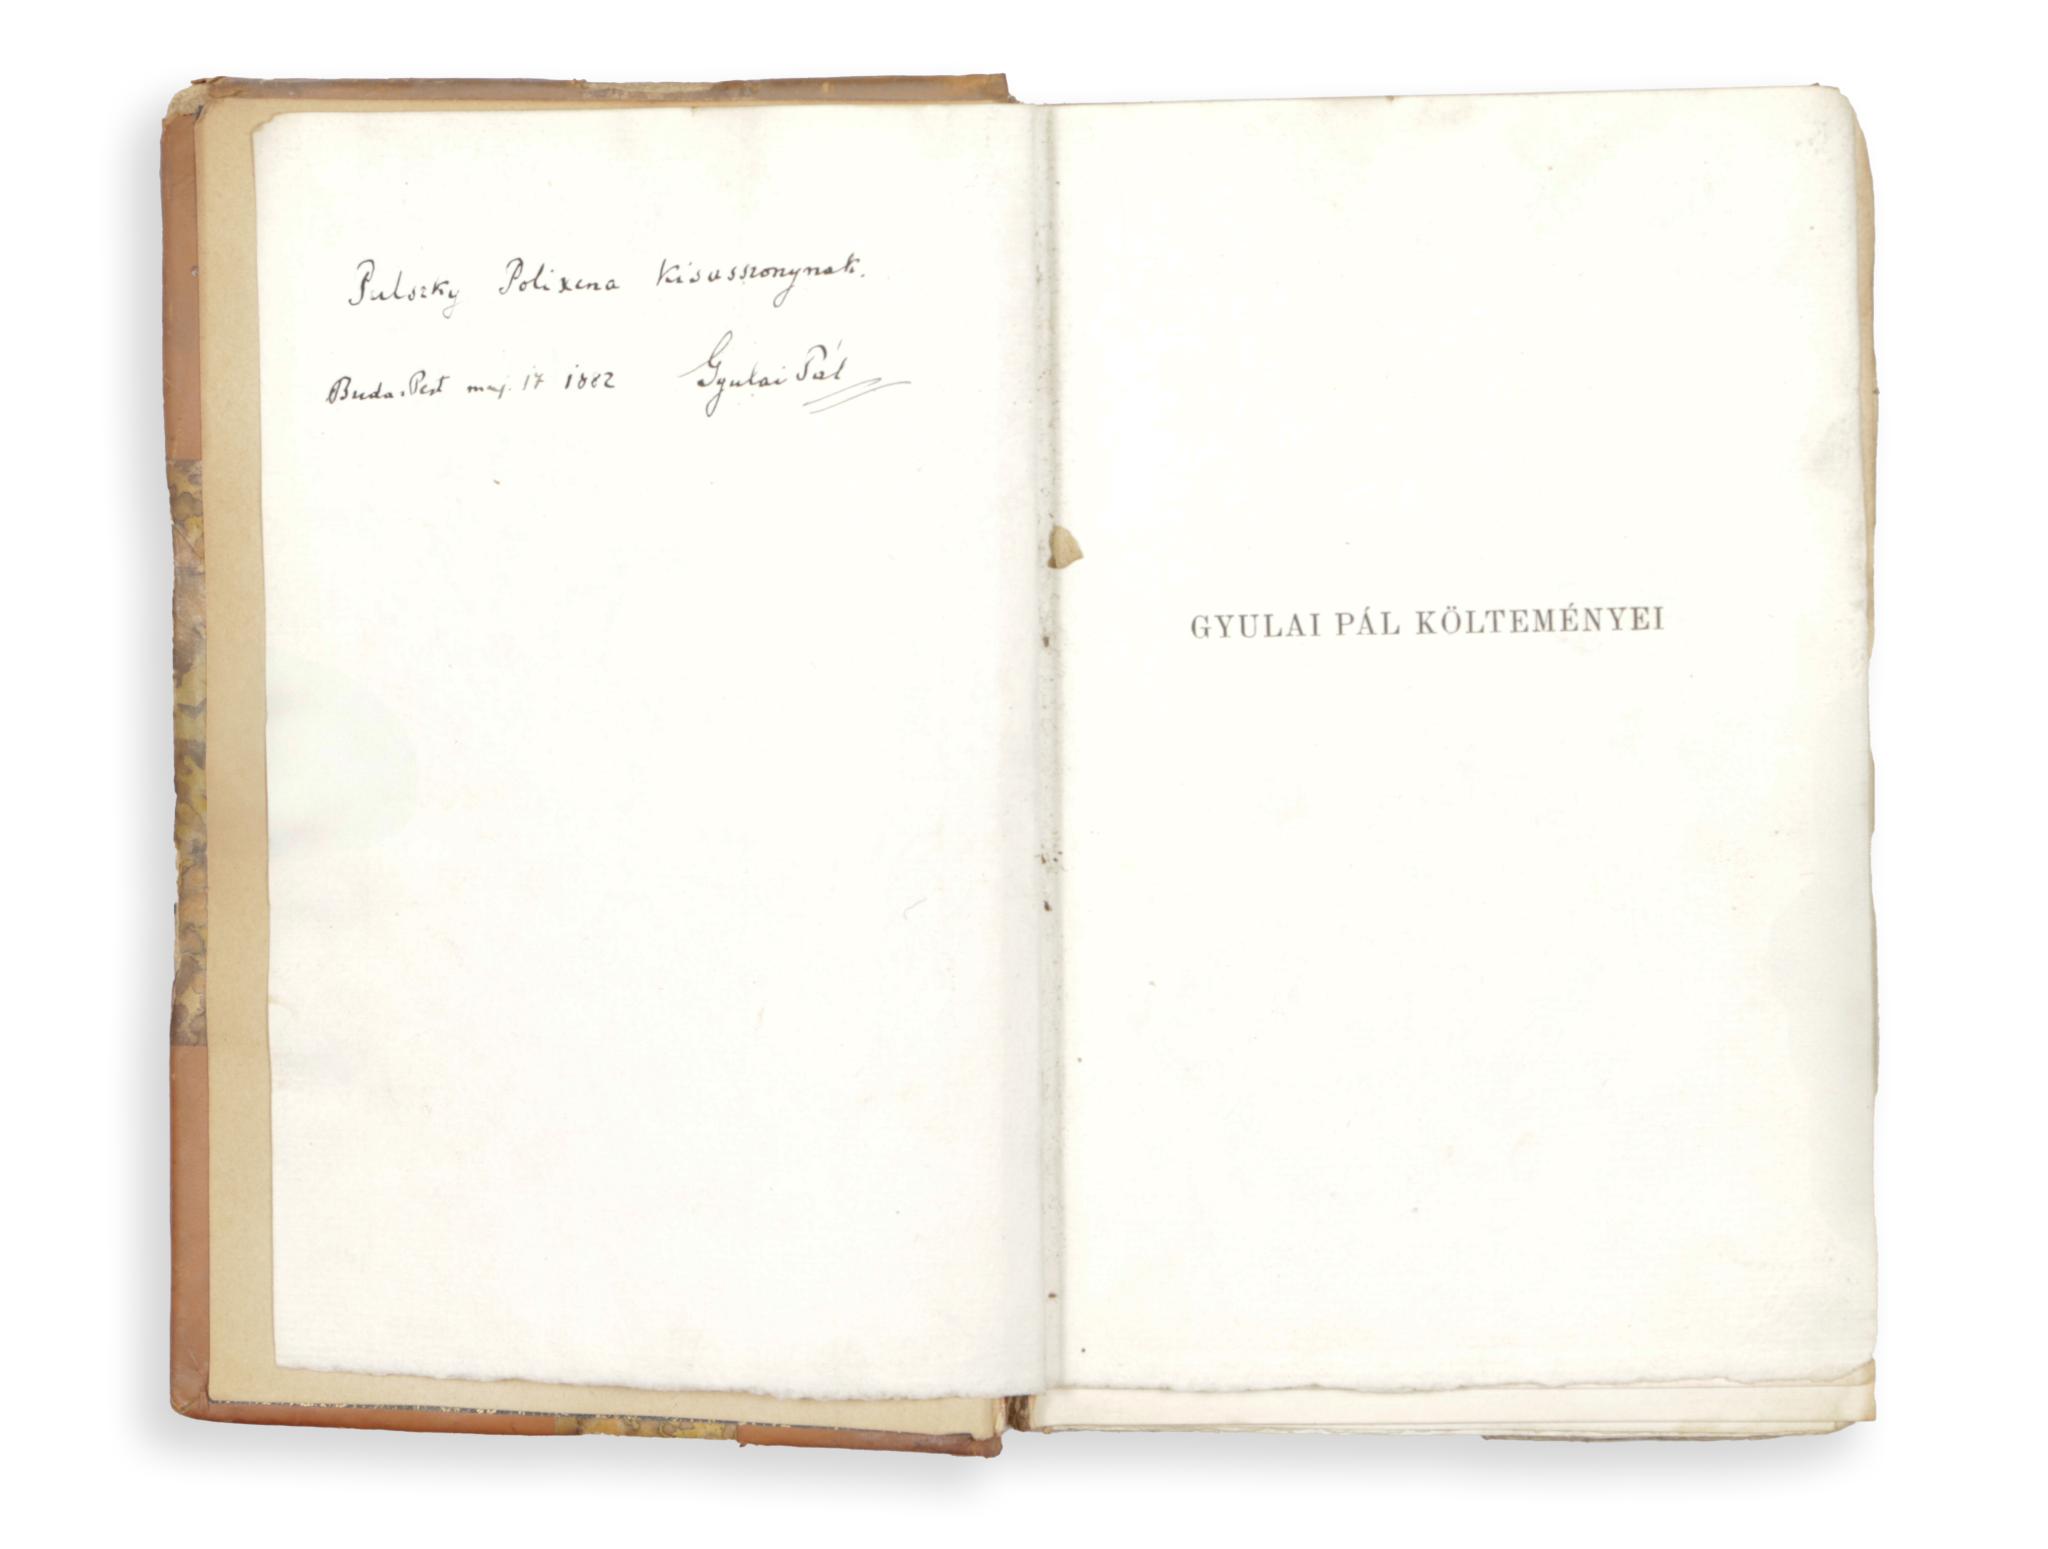 Pulszky Polixena kisasszonynak.
Buda-Pest maj. 17 1882 Gyulai Pál
GYULAI PÁL KÖLTEMÉNYEI